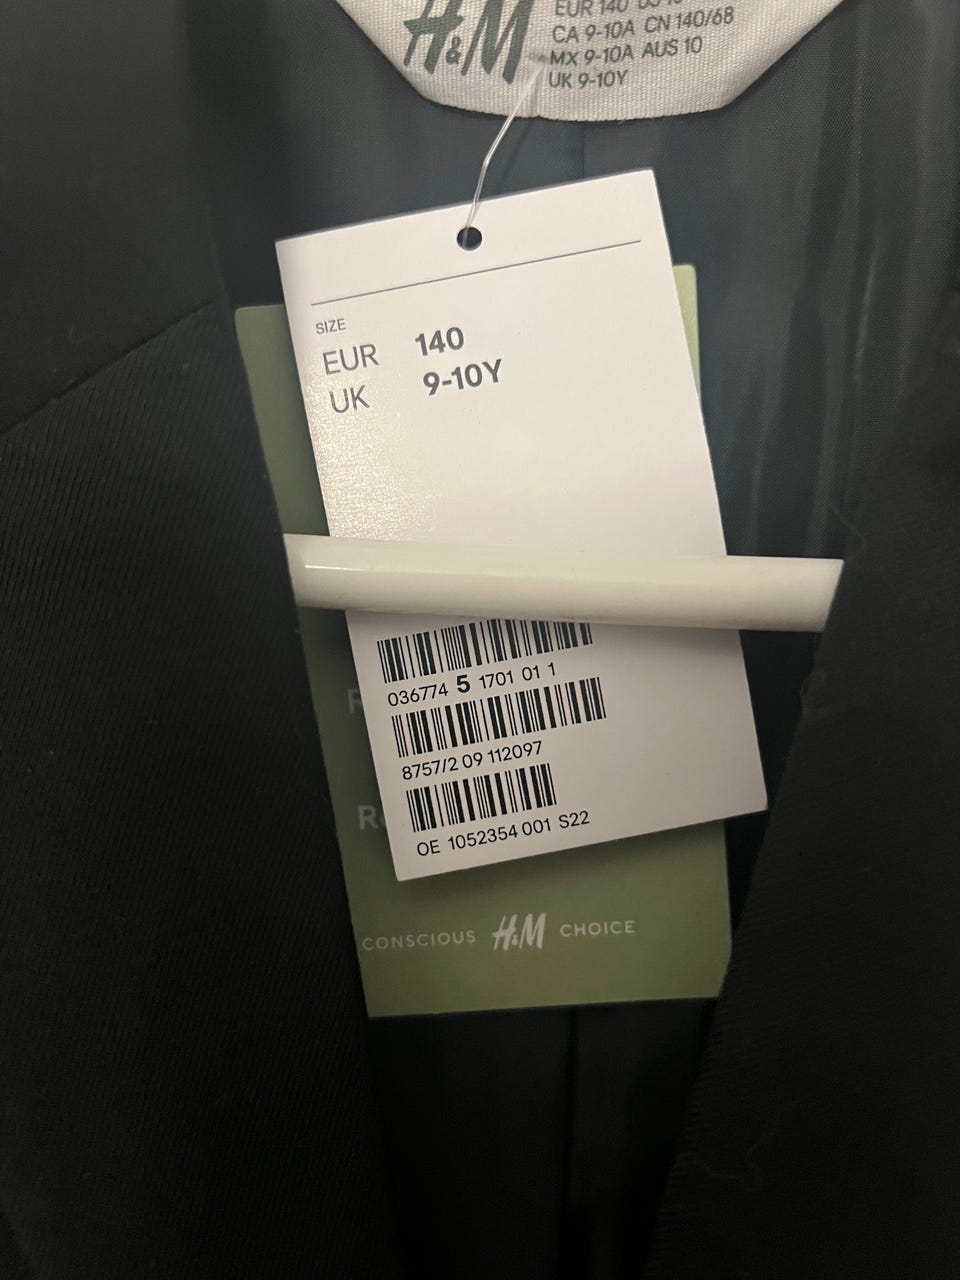 H&M
EUR 140
CA 9-10A CN 140/68
MX 9-10A AUS 10
UK 9-10Y
SIZE
EUR 140
UK 9-10Y
036774 5 1701 01 1
8757/2 09 112097
OE 1052354 001 S22
CONSCIOUS H&M CHOICE